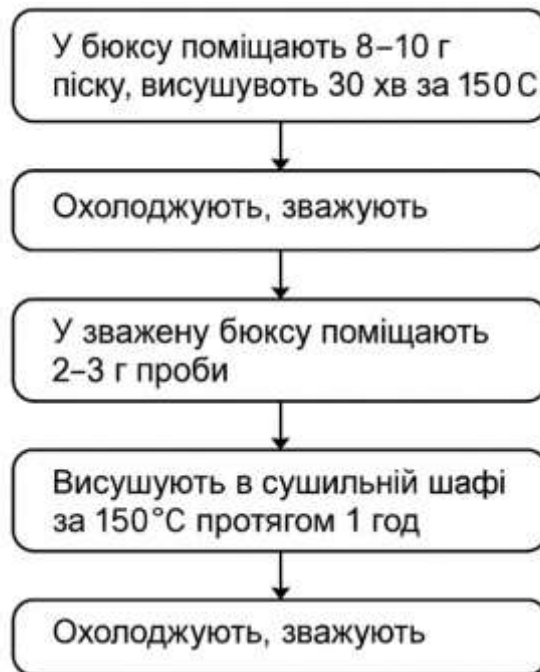 У бюксу поміщають 8–10 г
піску, висушувоть 30 хв за 150 С
Охолоджують, зважують
У зважену бюксу поміщають
2–3 г проби
Висушують в сушильній шафі
за 150 °С протягом 1 год
Охолоджують, зважують